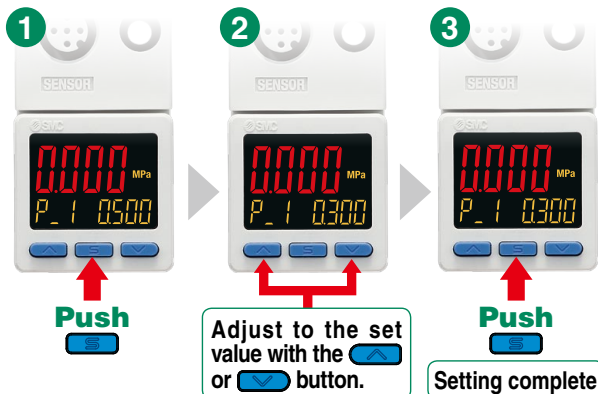 1
SENSOR
SMC
0.000 MPa
P_1 0.500
S
Push
S
2
SENSOR
SMC
0.000 MPa
P_1 0.300
S
Adjust to the set
value with the
or button.
3
SENSOR
SMC
0.000 MPa
P_1 0.300
S
Push
S
Setting complete